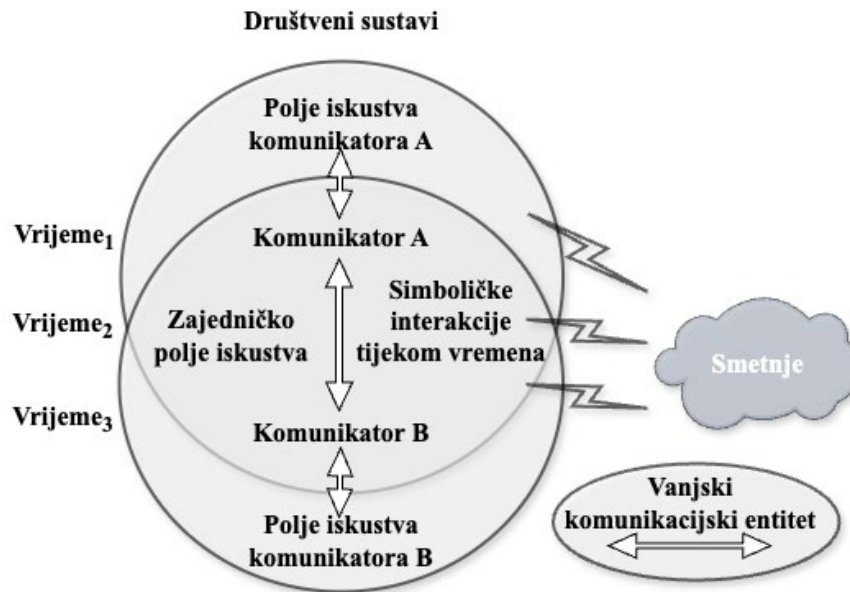 Društveni sustavi
Polje iskustva
komunikatora A
Vrijeme₁
Komunikator A
Vrijeme₂
Zajedničko
polje iskustva
Simboličke
interakcije
tijekom vremena
Smetnje
Vrijeme₃
Komunikator B
Polje iskustva
komunikatora B
Vanjski
komunikacijski entitet